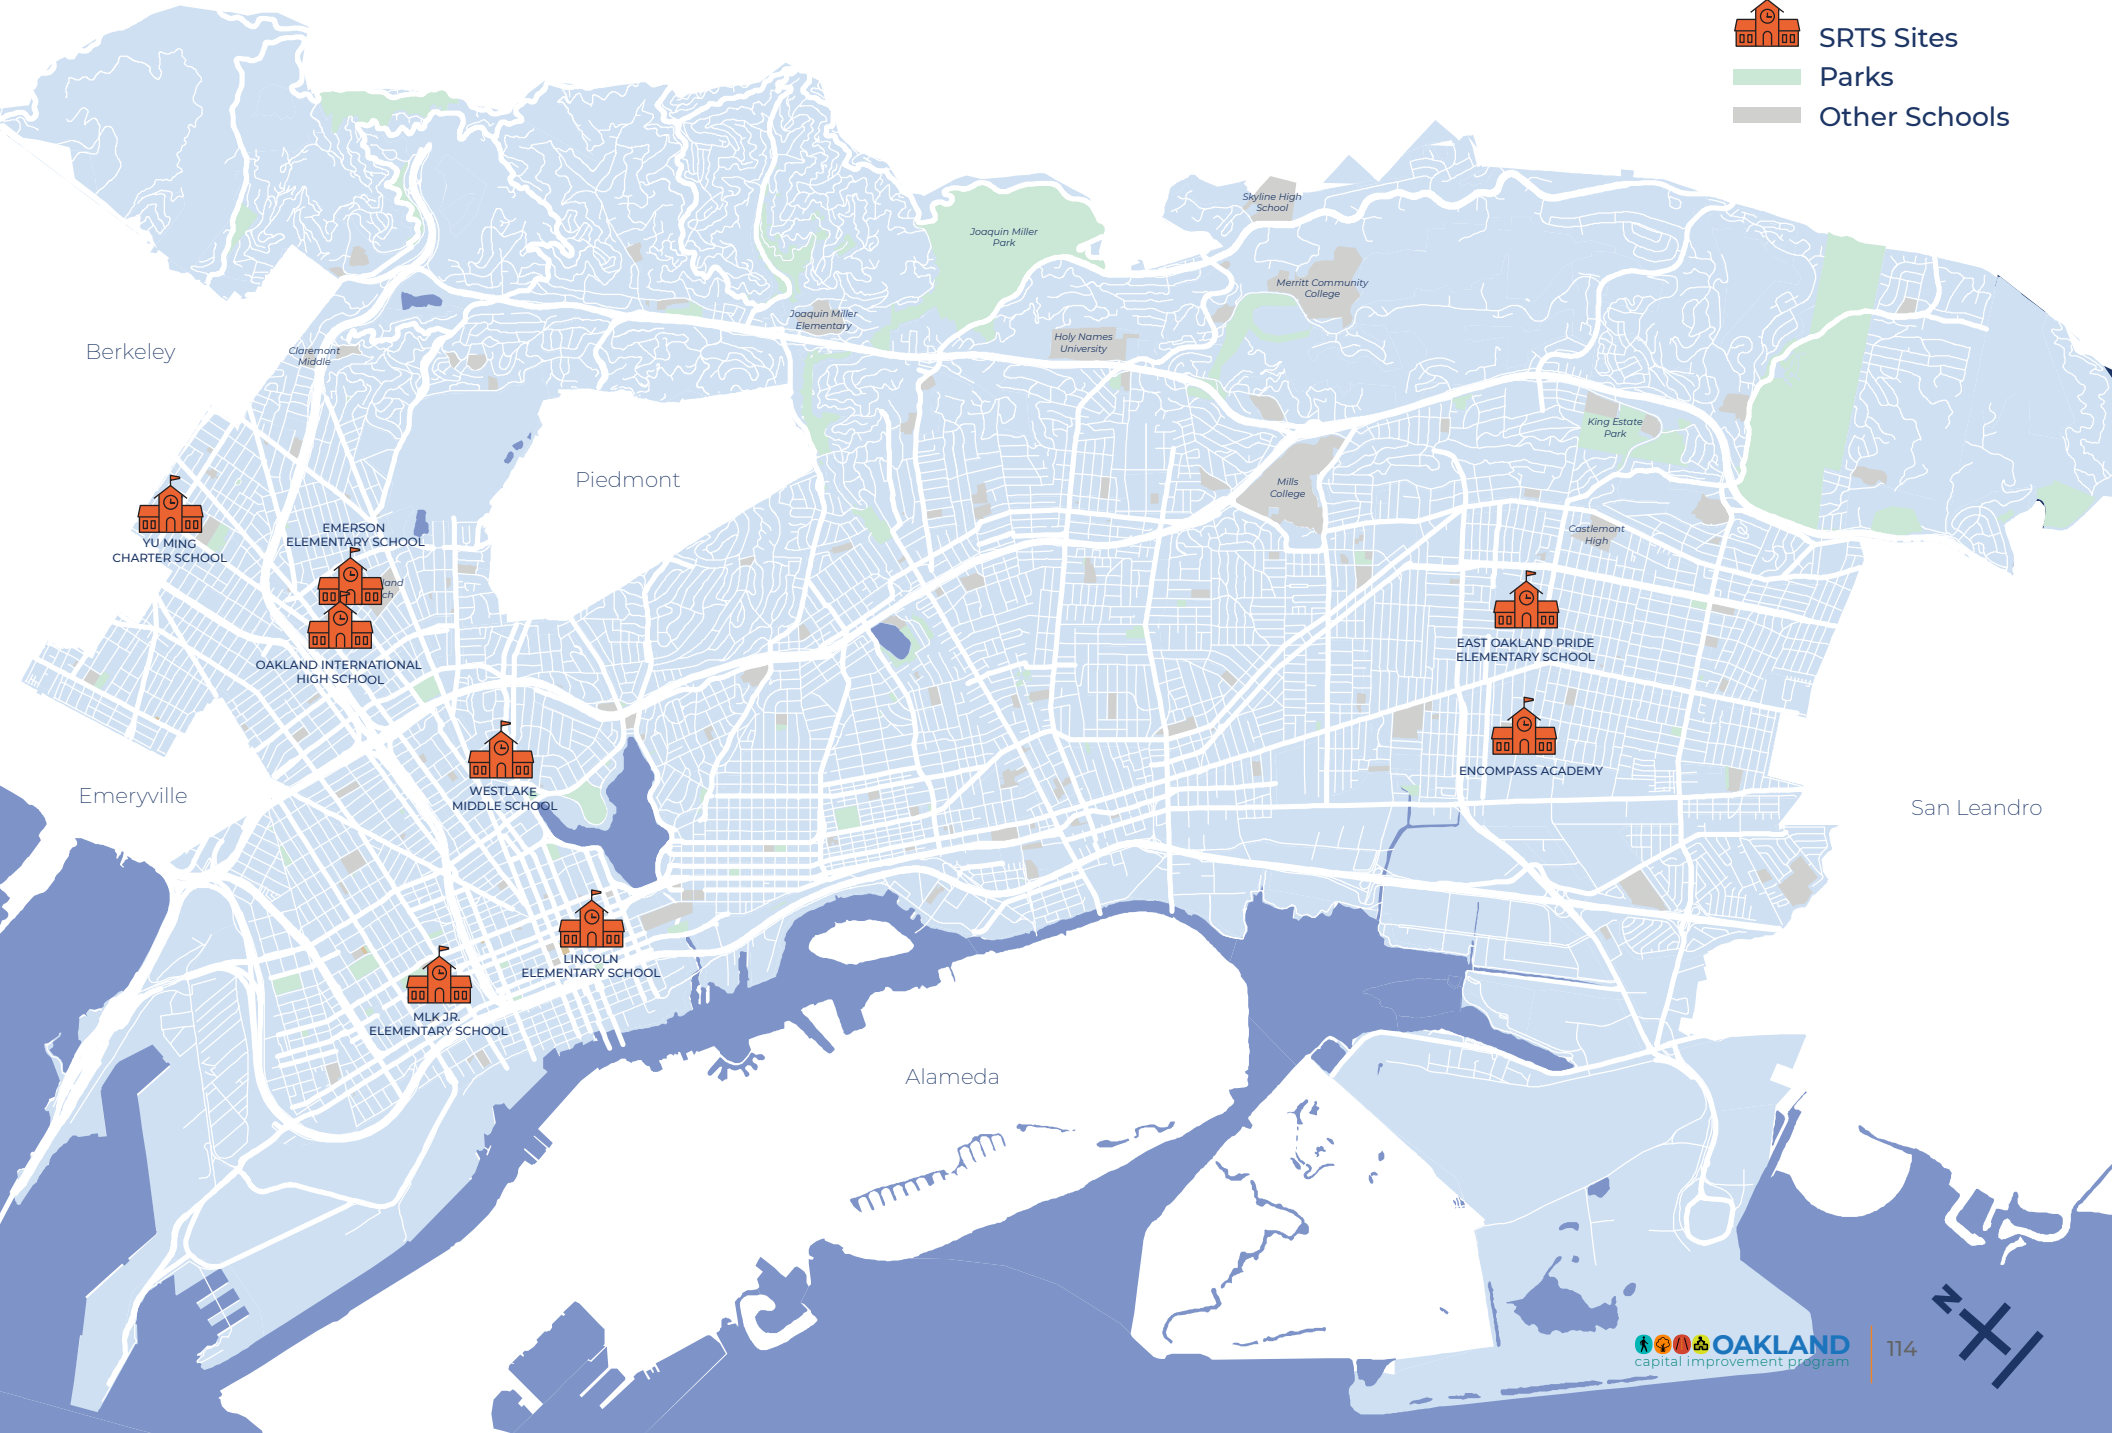 SRTS Sites
Parks
Other Schools
Skyline High
School
Joaquin Miller
Park
Merritt Community
College
Joaquin Miller
Elementary
Holy Names
University
Berkeley
Claremont
Middle
King Estate
Park
Piedmont
Mills
College
EMERSON
ELEMENTARY SCHOOL
YU MING
CHARTER SCHOOL
Castlemont
High
OAKLAND INTERNATIONAL
HIGH SCHOOL
EAST OAKLAND PRIDE
ELEMENTARY SCHOOL
ENCOMPASS ACADEMY
WESTLAKE
MIDDLE SCHOOL
Emeryville
San Leandro
LINCOLN
ELEMENTARY SCHOOL
MLK JR.
ELEMENTARY SCHOOL
Alameda
N
OAKLAND
capital improvement program
114